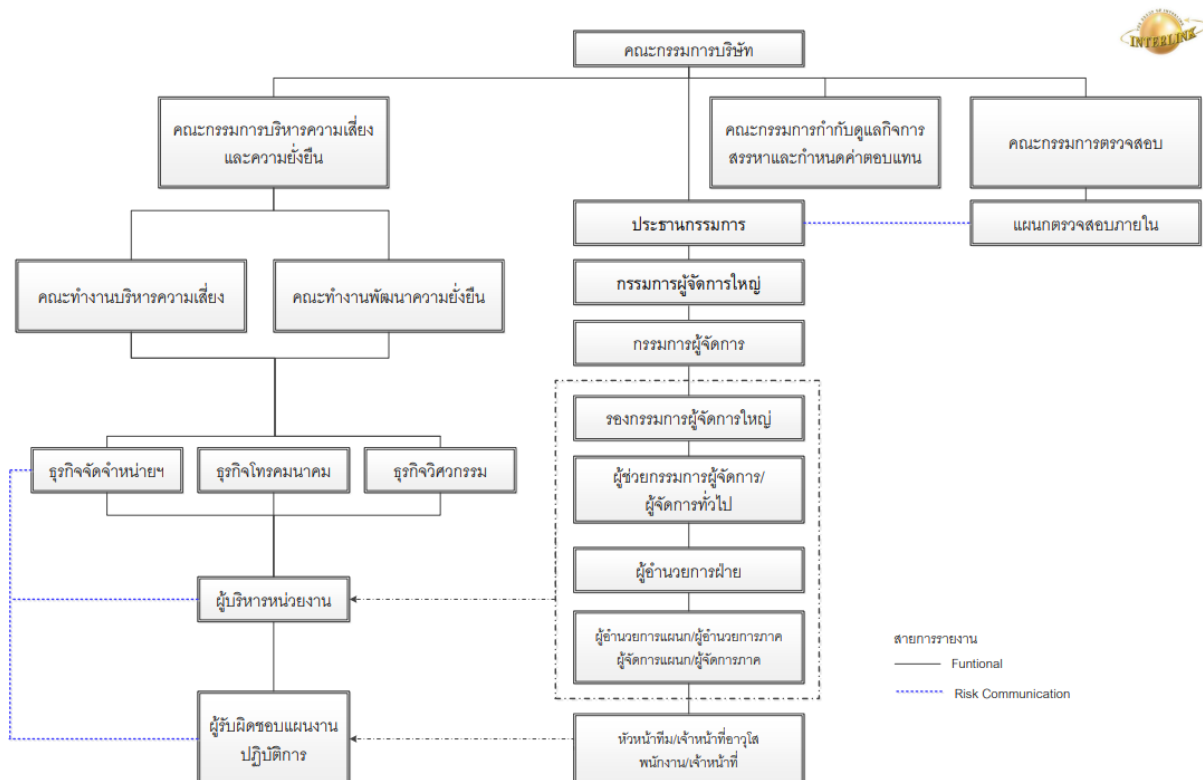 INTERLINK
คณะกรรมการบริษัท
คณะกรรมการบริหารความเสี่ยง
และความยั่งยืน
คณะกรรมการกำกับดูแลกิจการ
สรรหาและกำหนดค่าตอบแทน
คณะกรรมการตรวจสอบ
ประธานกรรมการ
แผนกตรวจสอบภายใน
คณะทำงานบริหารความเสี่ยง
คณะทำงานพัฒนาความยั่งยืน
กรรมการผู้จัดการใหญ่
กรรมการผู้จัดการ
รองกรรมการผู้จัดการใหญ่
ธุรกิจจัดจำหน่ายฯ
ธุรกิจโทรคมนาคม
ธุรกิจวิศวกรรม
ผู้ช่วยกรรมการผู้จัดการ/
ผู้จัดการทั่วไป
ผู้อำนวยการฝ่าย
ผู้บริหารหน่วยงาน
ผู้อำนวยการแผนก/ผู้อำนวยการภาค
ผู้จัดการแผนก/ผู้จัดการภาค
สายการรายงาน
Funtional
Risk Communication
ผู้รับผิดชอบแผนงาน
ปฏิบัติการ
หัวหน้าทีม/เจ้าหน้าที่อาวุโส
พนักงาน/เจ้าหน้าที่